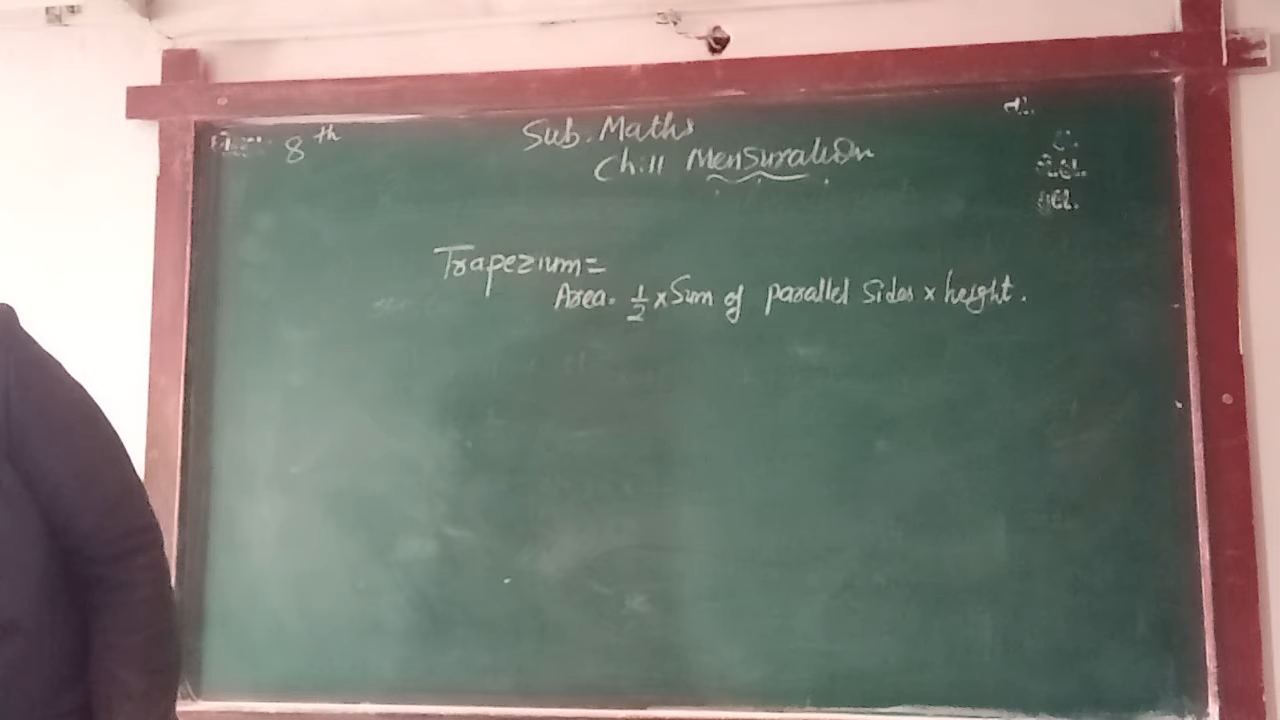 8th
Sub. Maths
Ch:11 Mensuration
Trapezium=
Area = 1/2 x Sum of parallel Sides x height.